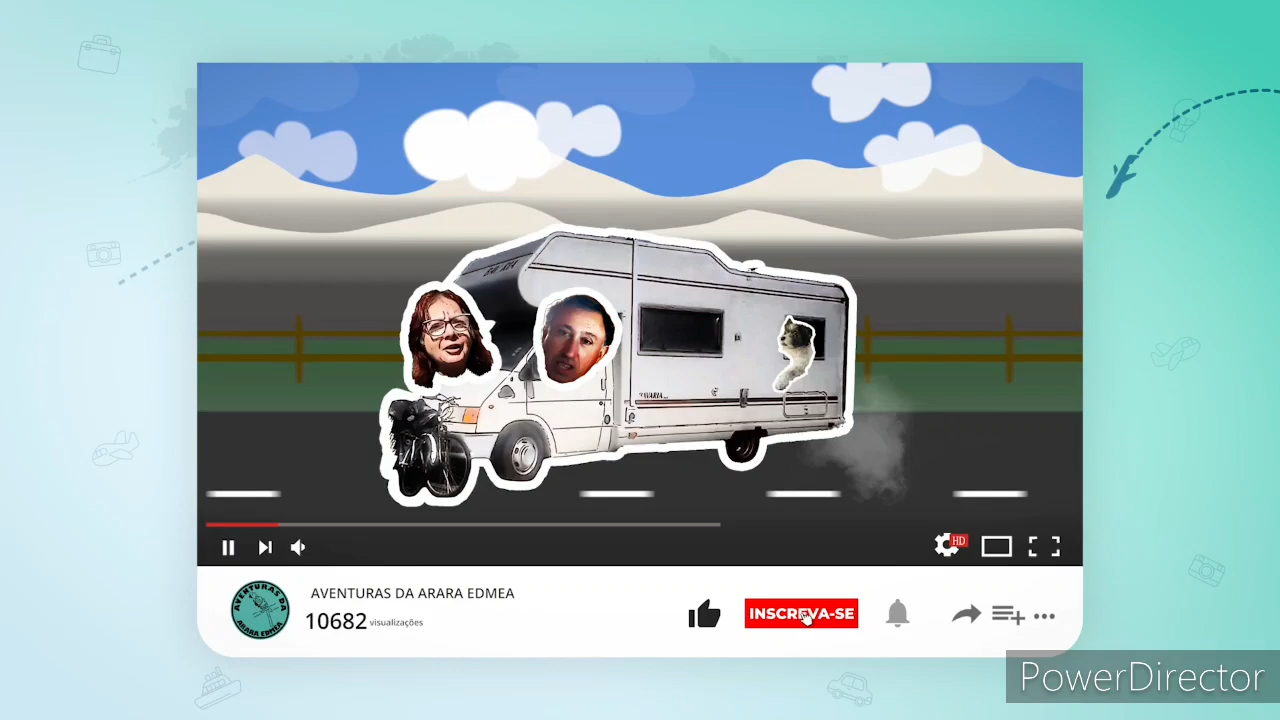 HD
AVENTURAS DA ARARA EDMEA
AVENTURAS DA ARARA EDMEA
10682 visualizações
INSCREVA-SE
PowerDirector